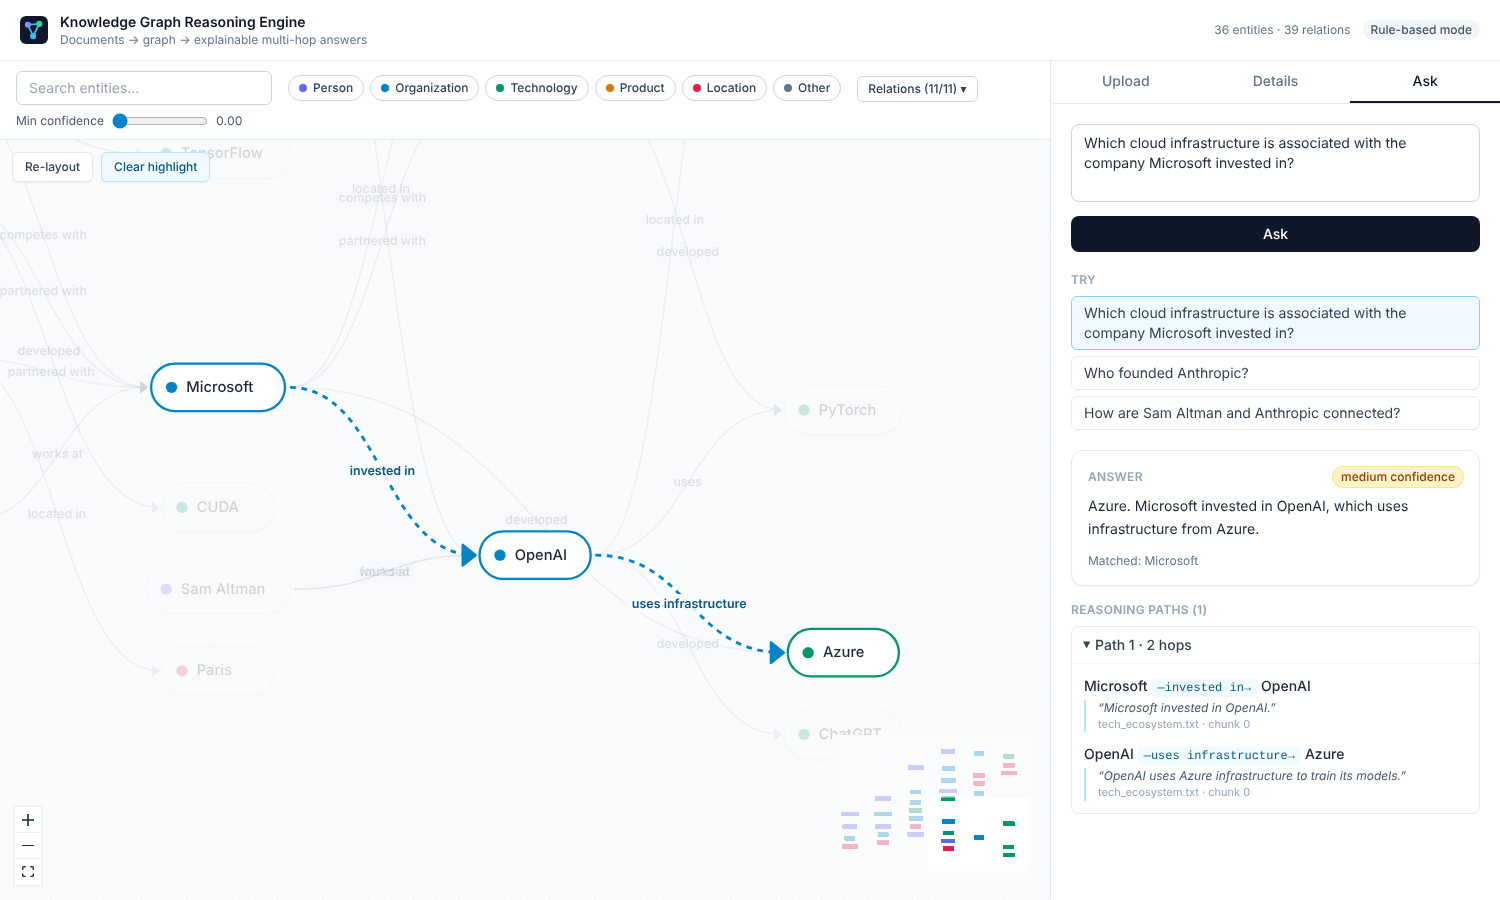 Knowledge Graph Reasoning Engine
Documents → graph → explainable multi-hop answers
36 entities · 39 relations
Rule-based mode
Search entities...
Person
Organization
Technology
Product
Location
Other
Relations (11/11) ▾
Min confidence
0.00
Upload
Details
Ask
Re-layout
Clear highlight
TensorFlow
located in
competes with
competes with
partnered with
located in
developed
partnered with
developed
partnered with
Microsoft
PyTorch
works at
invested in
uses
CUDA
located in
developed
OpenAI
works at
Sam Altman
uses infrastructure
developed
Azure
Paris
ChatGPT
Which cloud infrastructure is associated with the
company Microsoft invested in?
Ask
TRY
Which cloud infrastructure is associated with the
company Microsoft invested in?
Who founded Anthropic?
How are Sam Altman and Anthropic connected?
ANSWER
medium confidence
Azure. Microsoft invested in OpenAI, which uses
infrastructure from Azure.
Matched: Microsoft
REASONING PATHS (1)
▾ Path 1 · 2 hops
Microsoft —invested in→ OpenAI
“Microsoft invested in OpenAI.”
tech_ecosystem.txt · chunk 0
OpenAI —uses infrastructure→ Azure
“OpenAI uses Azure infrastructure to train its models.”
tech_ecosystem.txt · chunk 0